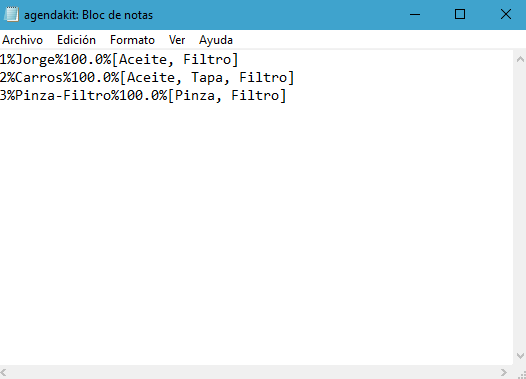 agendakit: Bloc de notas
Archivo Edición Formato Ver Ayuda
1%Jorge%100.0%[Aceite, Filtro]
2%Carros%100.0%[Aceite, Tapa, Filtro]
3%Pinza-Filtro%100.0%[Pinza, Filtro]